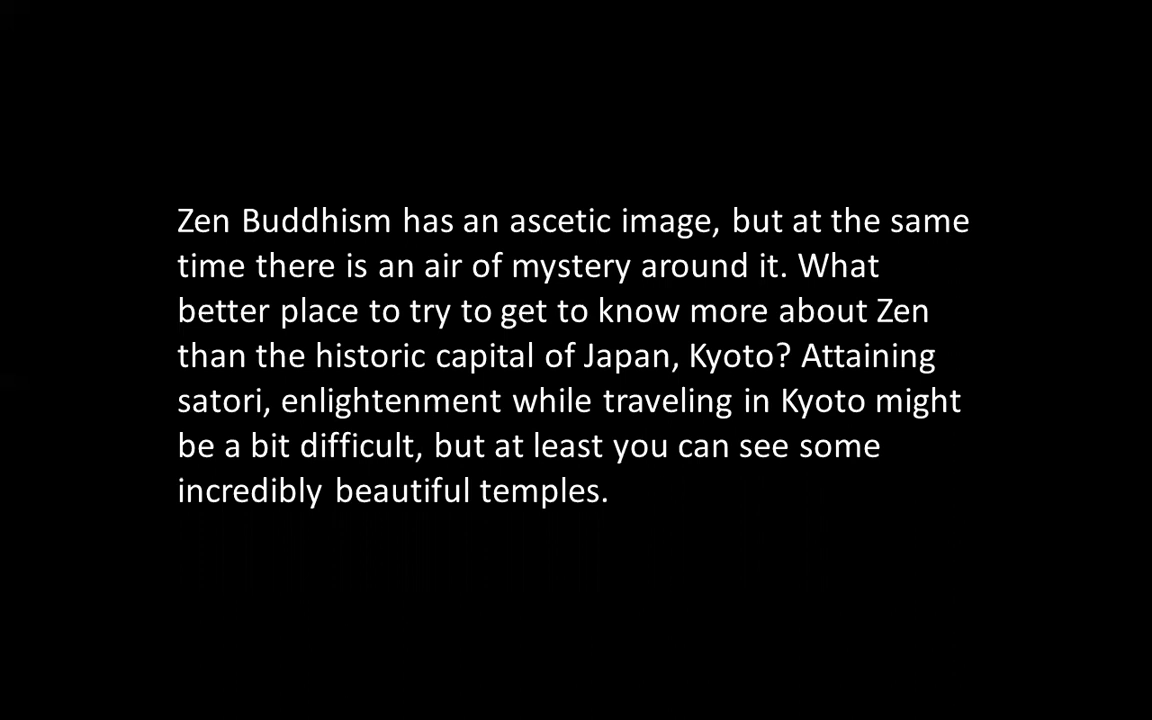 Zen Buddhism has an ascetic image, but at the same
time there is an air of mystery around it. What
better place to try to get to know more about Zen
than the historic capital of Japan, Kyoto? Attaining
satori, enlightenment while traveling in Kyoto might
be a bit difficult, but at least you can see some
incredibly beautiful temples.